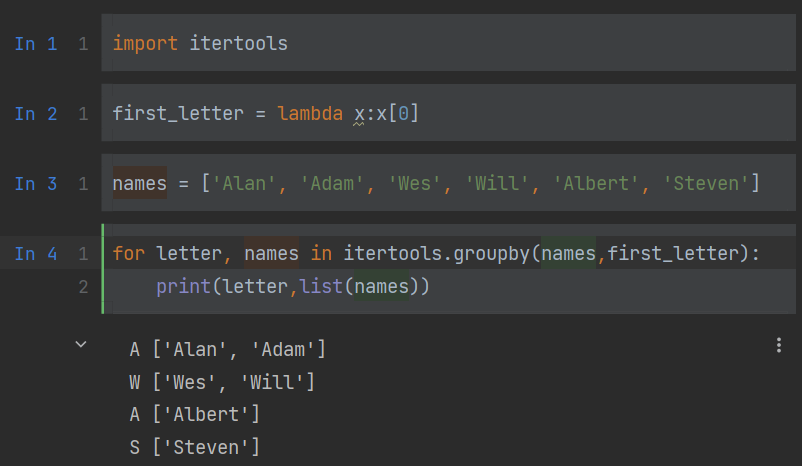 In 1 1 import itertools
In 2 1 first_letter = lambda x:x[0]
In 3 1 names = ['Alan', 'Adam', 'Wes', 'Will', 'Albert', 'Steven']
In 4 1 for letter, names in itertools.groupby(names,first_letter):
2 print(letter,list(names))
A ['Alan', 'Adam']
W ['Wes', 'Will']
A ['Albert']
S ['Steven']